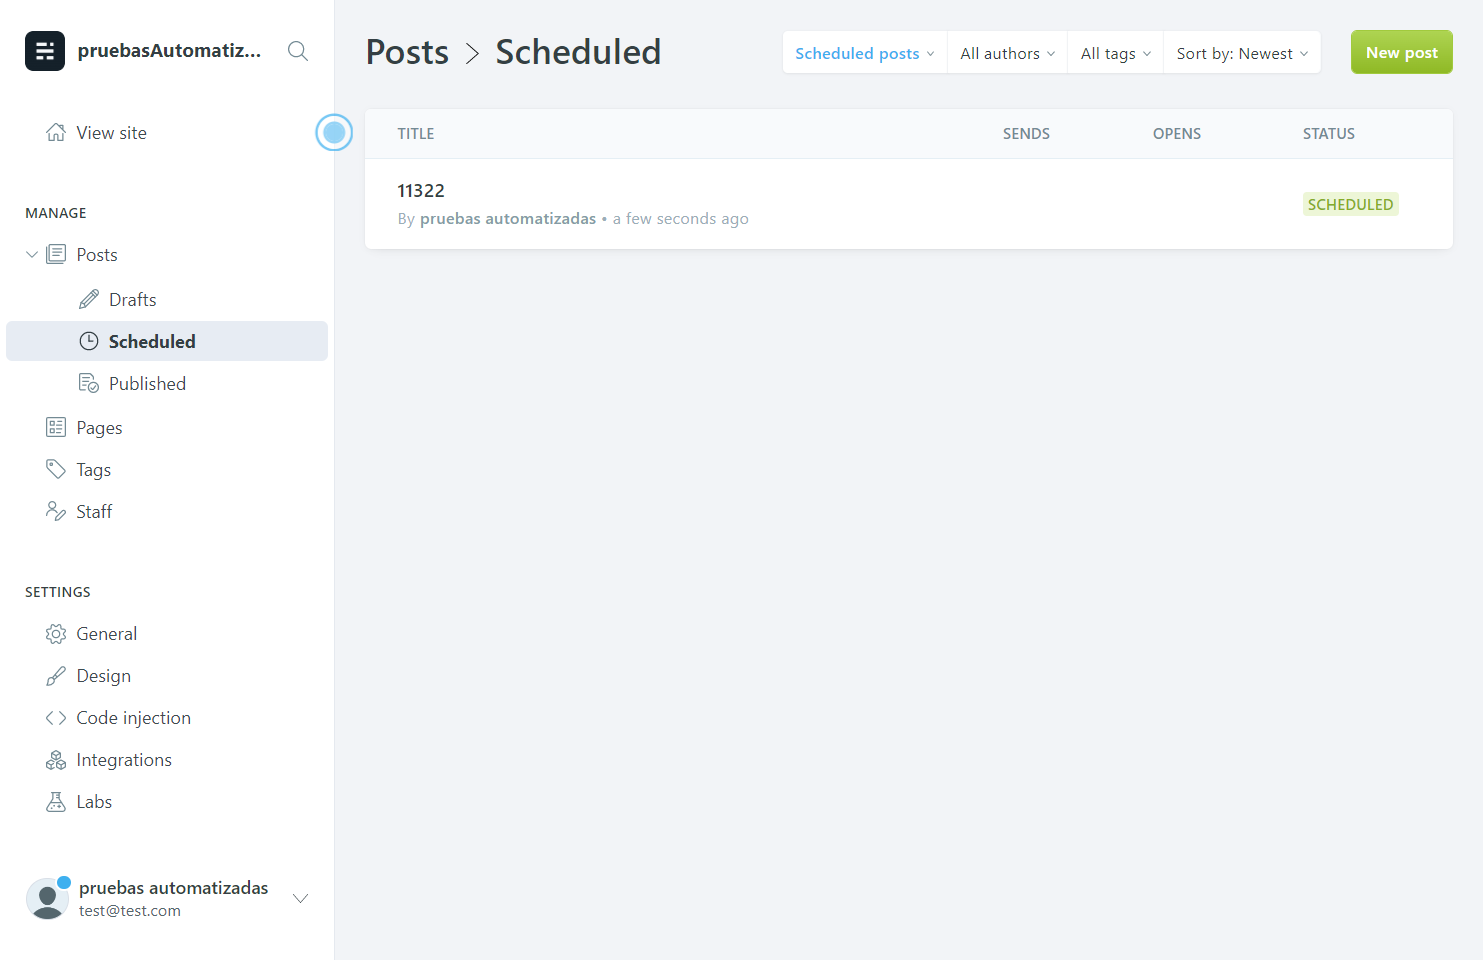 pruebasAutomatiz...
View site
MANAGE
Posts
Drafts
Scheduled
Published
Pages
Tags
Staff
SETTINGS
General
Design
Code injection
Integrations
Labs
pruebas automatizadas
test@test.com
Posts > Scheduled
Scheduled posts
All authors
All tags
Sort by: Newest
New post
TITLE SENDS OPENS STATUS
11322
By pruebas automatizadas • a few seconds ago
SCHEDULED